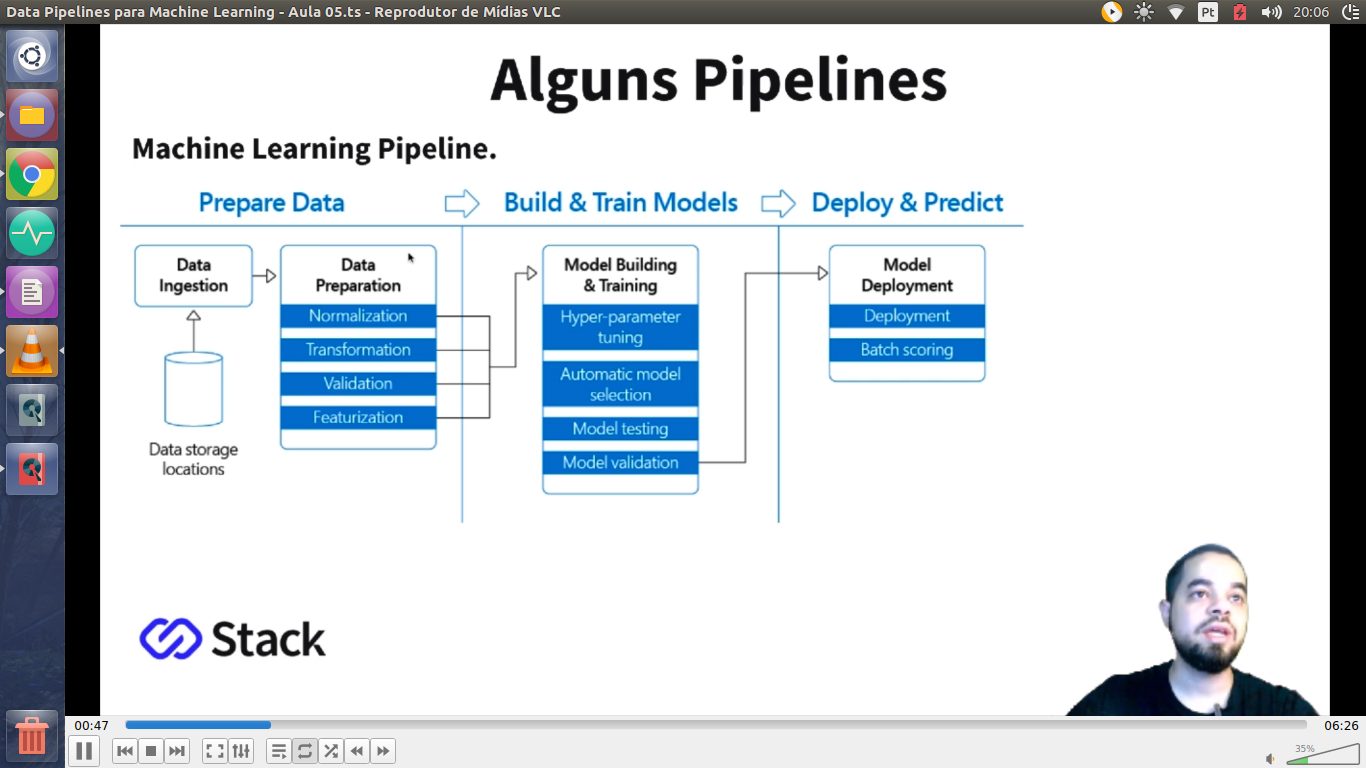 Data Pipelines para Machine Learning - Aula 05.ts - Reprodutor de Mídias VLC
Pt
20:06
Alguns Pipelines
Machine Learning Pipeline.
Prepare Data
Build & Train Models
Deploy & Predict
Data
Ingestion
Data storage
locations
Data
Preparation
Normalization
Transformation
Validation
Featurization
Model Building
& Training
Hyper-parameter
tuning
Automatic model
selection
Model testing
Model validation
Model
Deployment
Deployment
Batch scoring
Stack
00:47
06:26
35%